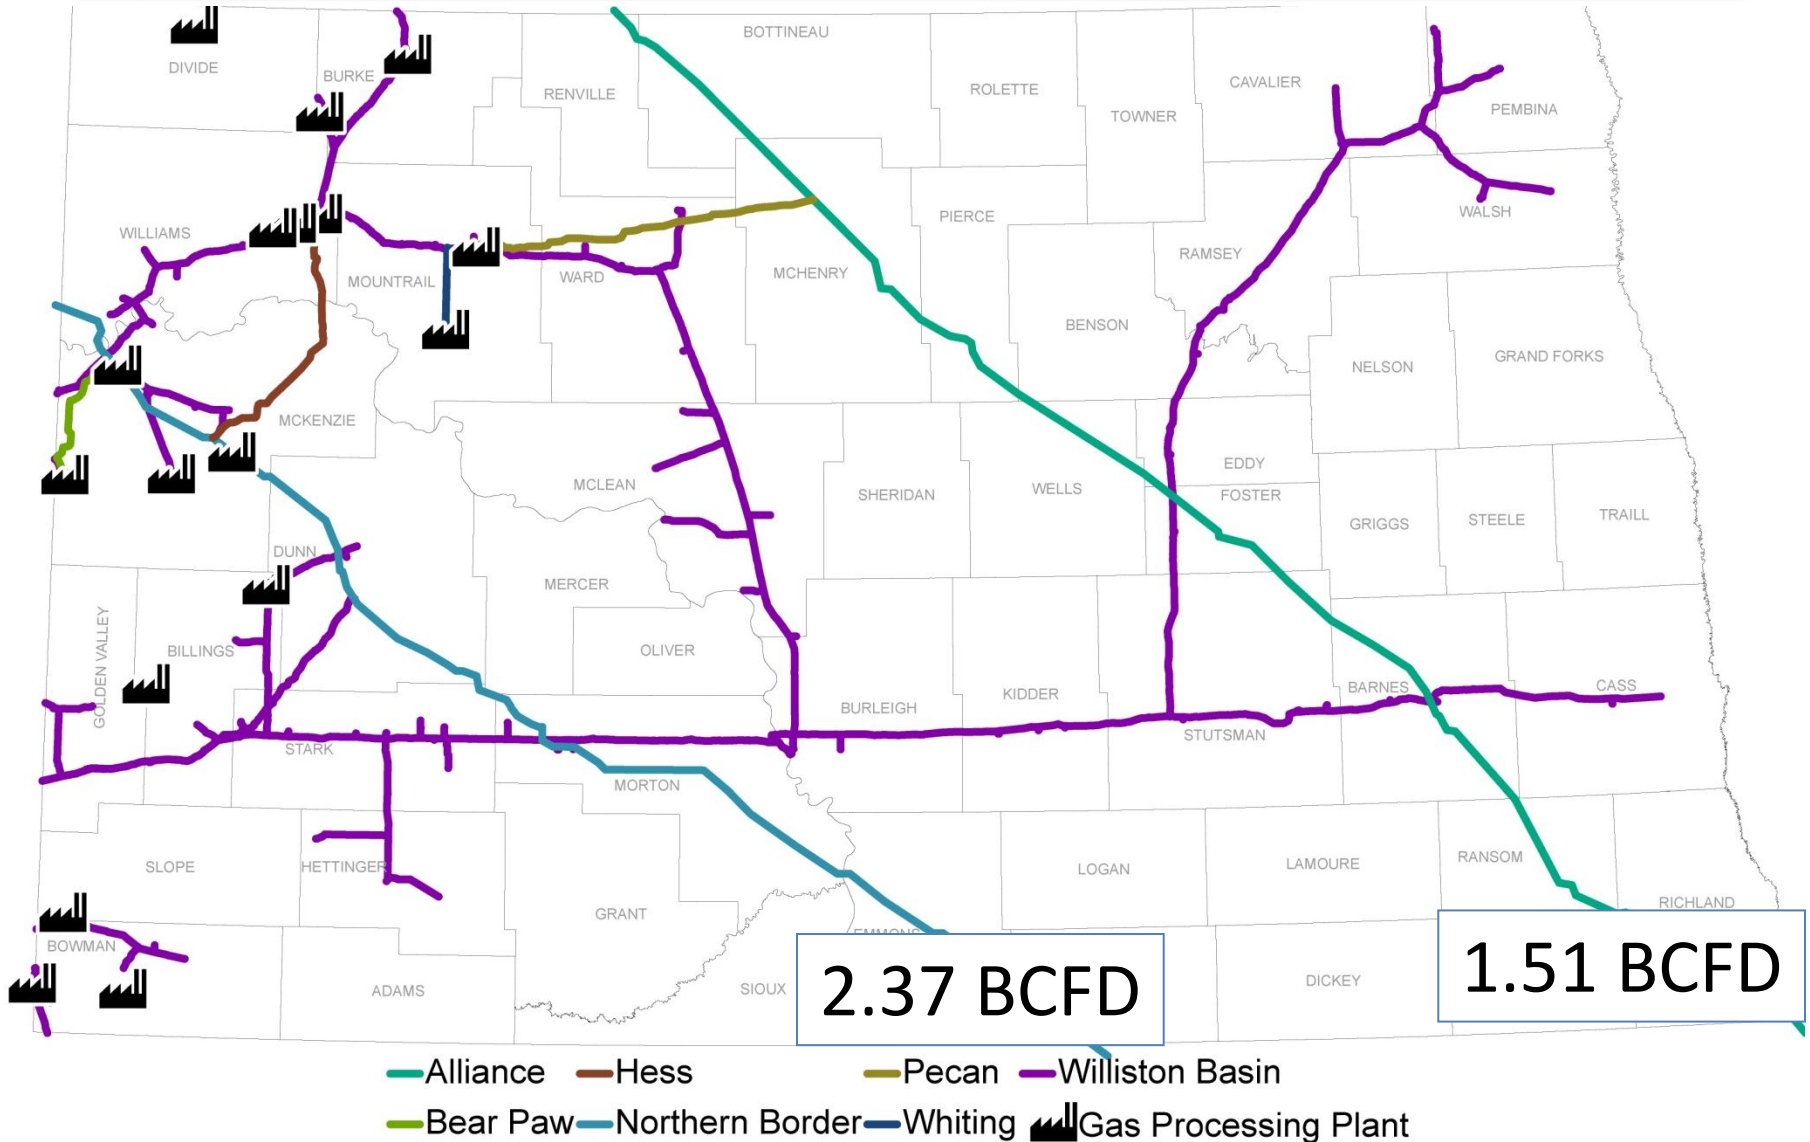 BOTTINEAU
DIVIDE
BURKE
RENVILLE
ROLETTE
CAVALIER
TOWNER
PEMBINA
WILLIAMS
PIERCE
WALSH
MOUNTRAIL
WARD
MCHENRY
RAMSEY
BENSON
NELSON
GRAND FORKS
MCKENZIE
MCLEAN
SHERIDAN
WELLS
EDDY
FOSTER
GRIGGS
STEELE
TRAILL
DUNN
MERCER
GOLDEN VALLEY
BILLINGS
OLIVER
BURLEIGH
KIDDER
BARNES
CASS
STARK
STUTSMAN
MORTON
SLOPE
HETTINGER
LOGAN
LAMOURE
RANSOM
GRANT
RICHLAND
EMMONS
BOWMAN
ADAMS
SIOUX
DICKEY
2.37 BCFD
1.51 BCFD
Alliance Hess Pecan Williston Basin
Bear Paw Northern Border Whiting Gas Processing Plant